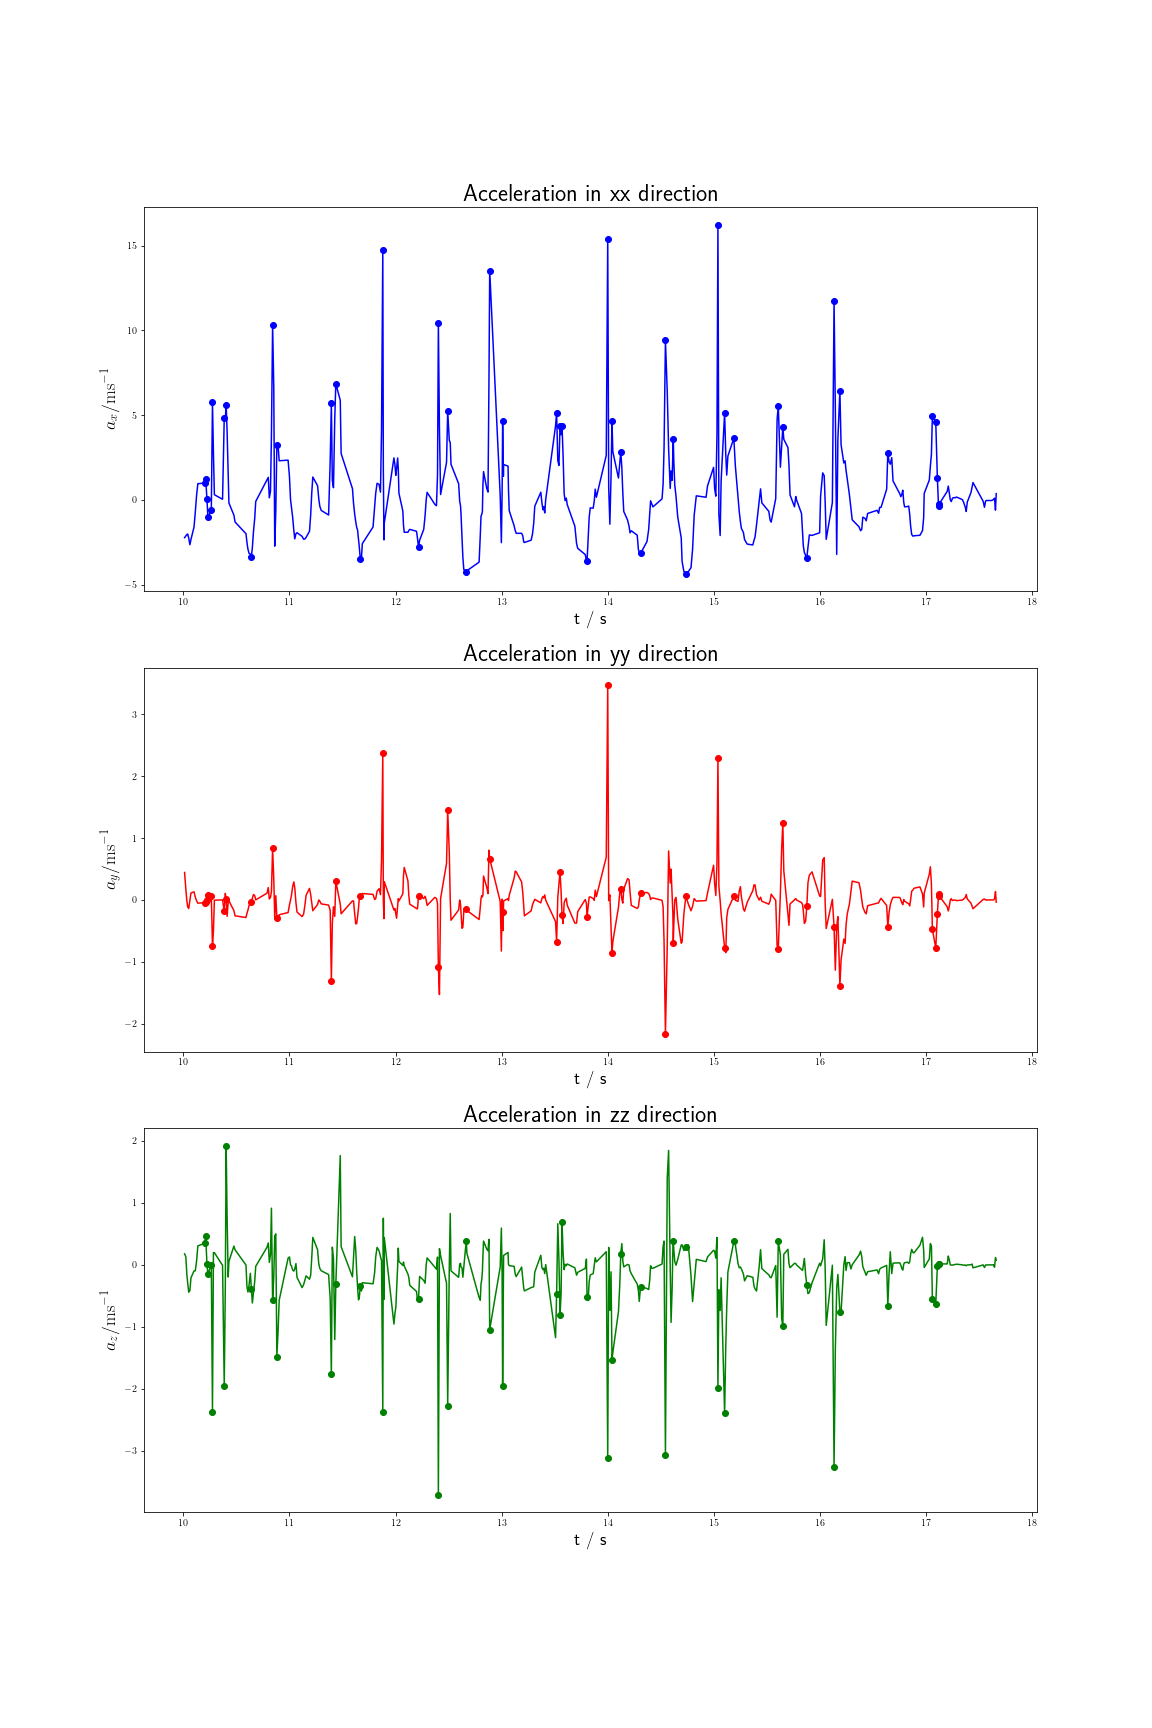 Acceleration in xx direction
15
10
5
0
−5
a_x/ms^{−1}
10 11 12 13 14 15 16 17 18
t / s
Acceleration in yy direction
3
2
1
0
−1
−2
a_y/ms^{−1}
10 11 12 13 14 15 16 17 18
t / s
Acceleration in zz direction
2
1
0
−1
−2
−3
a_z/ms^{−1}
10 11 12 13 14 15 16 17 18
t / s